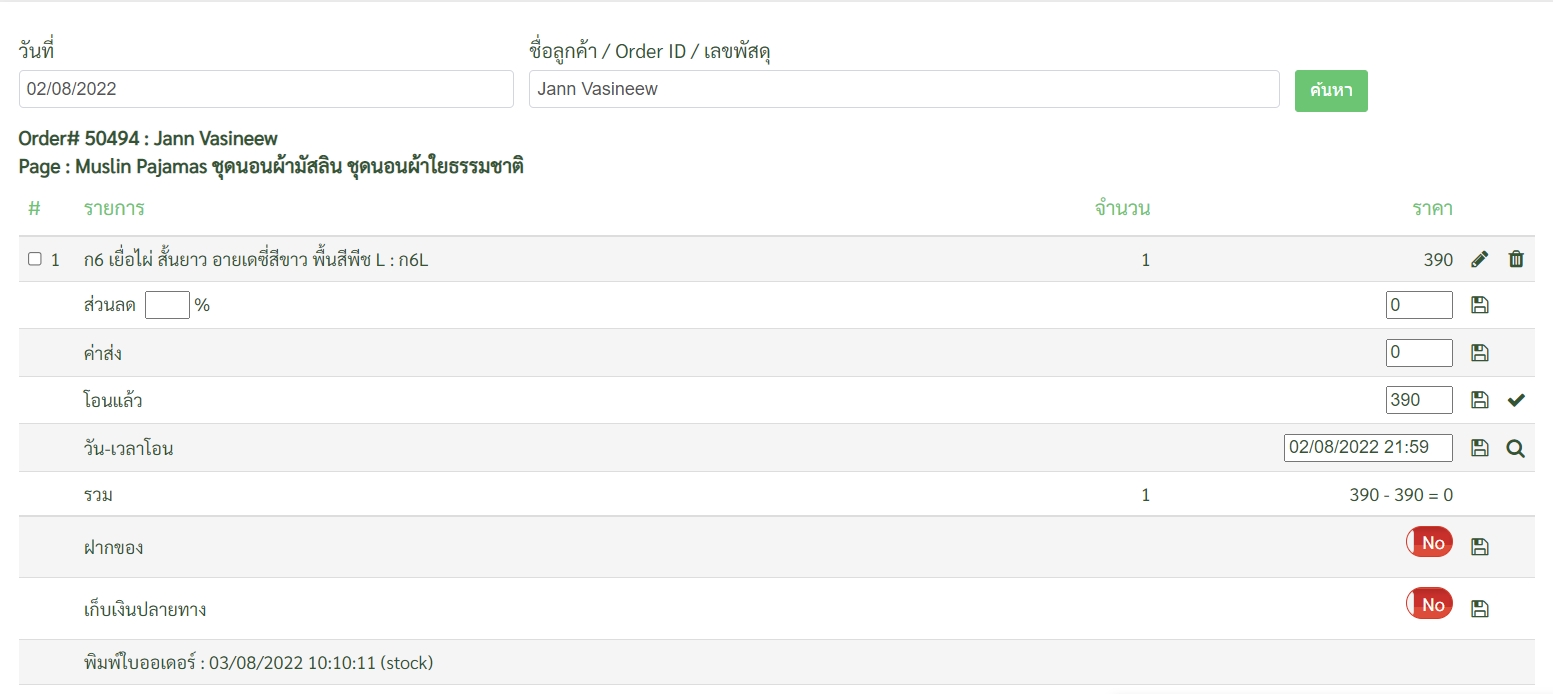 วันที่ ชื่อลูกค้า / Order ID / เลขพัสดุ
02/08/2022 Jann Vasineew ค้นหา
Order# 50494 : Jann Vasineew
Page : Muslin Pajamas ชุดนอนผ้ามัสลิน ชุดนอนผ้าใยธรรมชาติ
# รายการ จำนวน ราคา
1 ก6 เยื่อไผ่ สั้นยาว อายเดซี่สีขาว พื้นสีพีช L : ก6L 1 390
ส่วนลด % 0
ค่าส่ง 0
โอนแล้ว 390
วัน-เวลาโอน 02/08/2022 21:59
รวม 1 390 - 390 = 0
ฝากของ No
เก็บเงินปลายทาง No
พิมพ์ใบออเดอร์ : 03/08/2022 10:10:11 (stock)